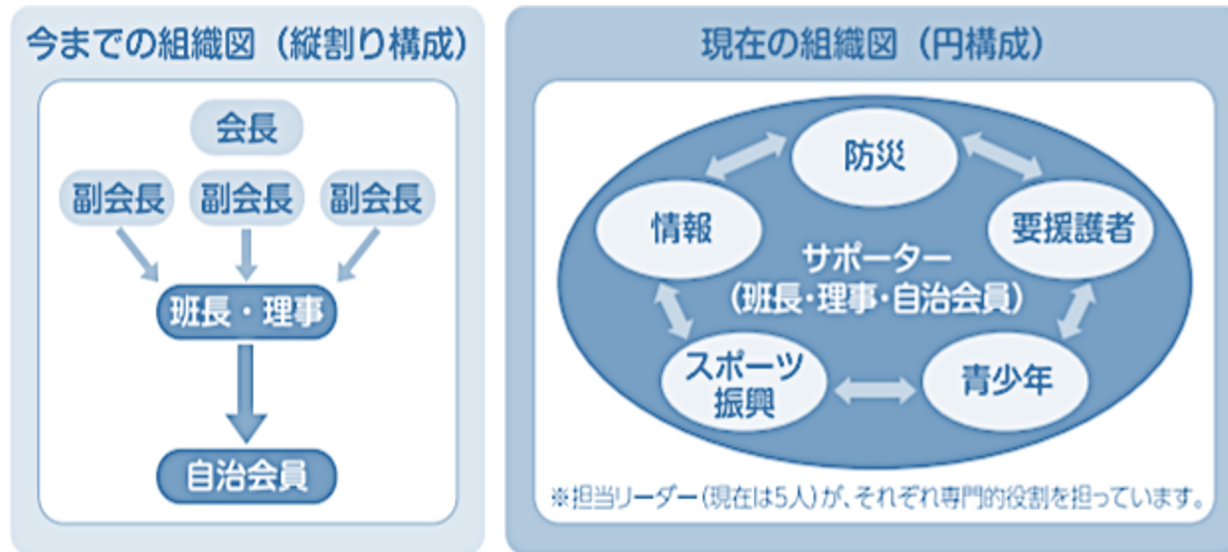 今までの組織図（縦割り構成）
会長
副会長
副会長
副会長
班長・理事
自治会員
現在の組織図（円構成）
防災
情報
要援護者
サポーター
（班長・理事・自治会員）
スポーツ
振興
青少年
※担当リーダー（現在は5人）が、それぞれ専門的役割を担っています。